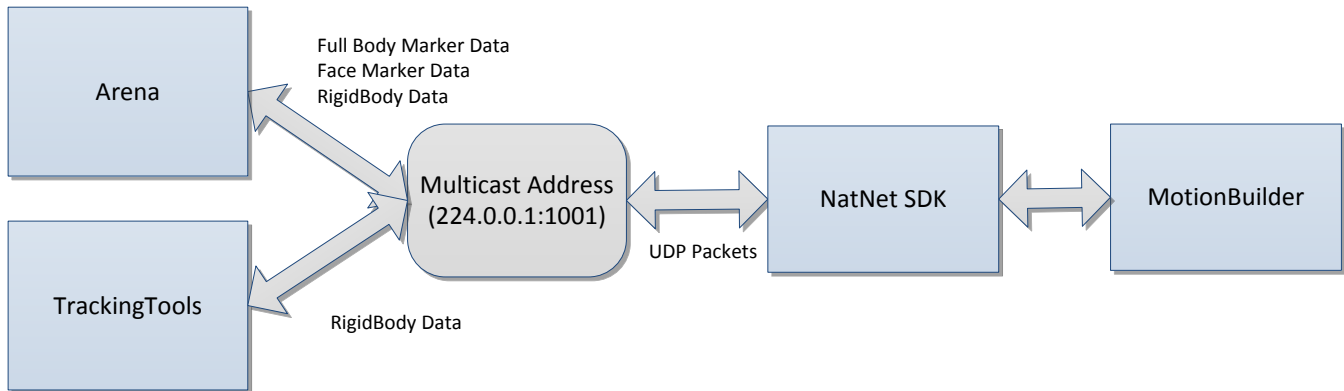 Full Body Marker Data
Face Marker Data
RigidBody Data
Arena
Multicast Address
(224.0.0.1:1001)
UDP Packets
NatNet SDK
MotionBuilder
TrackingTools
RigidBody Data